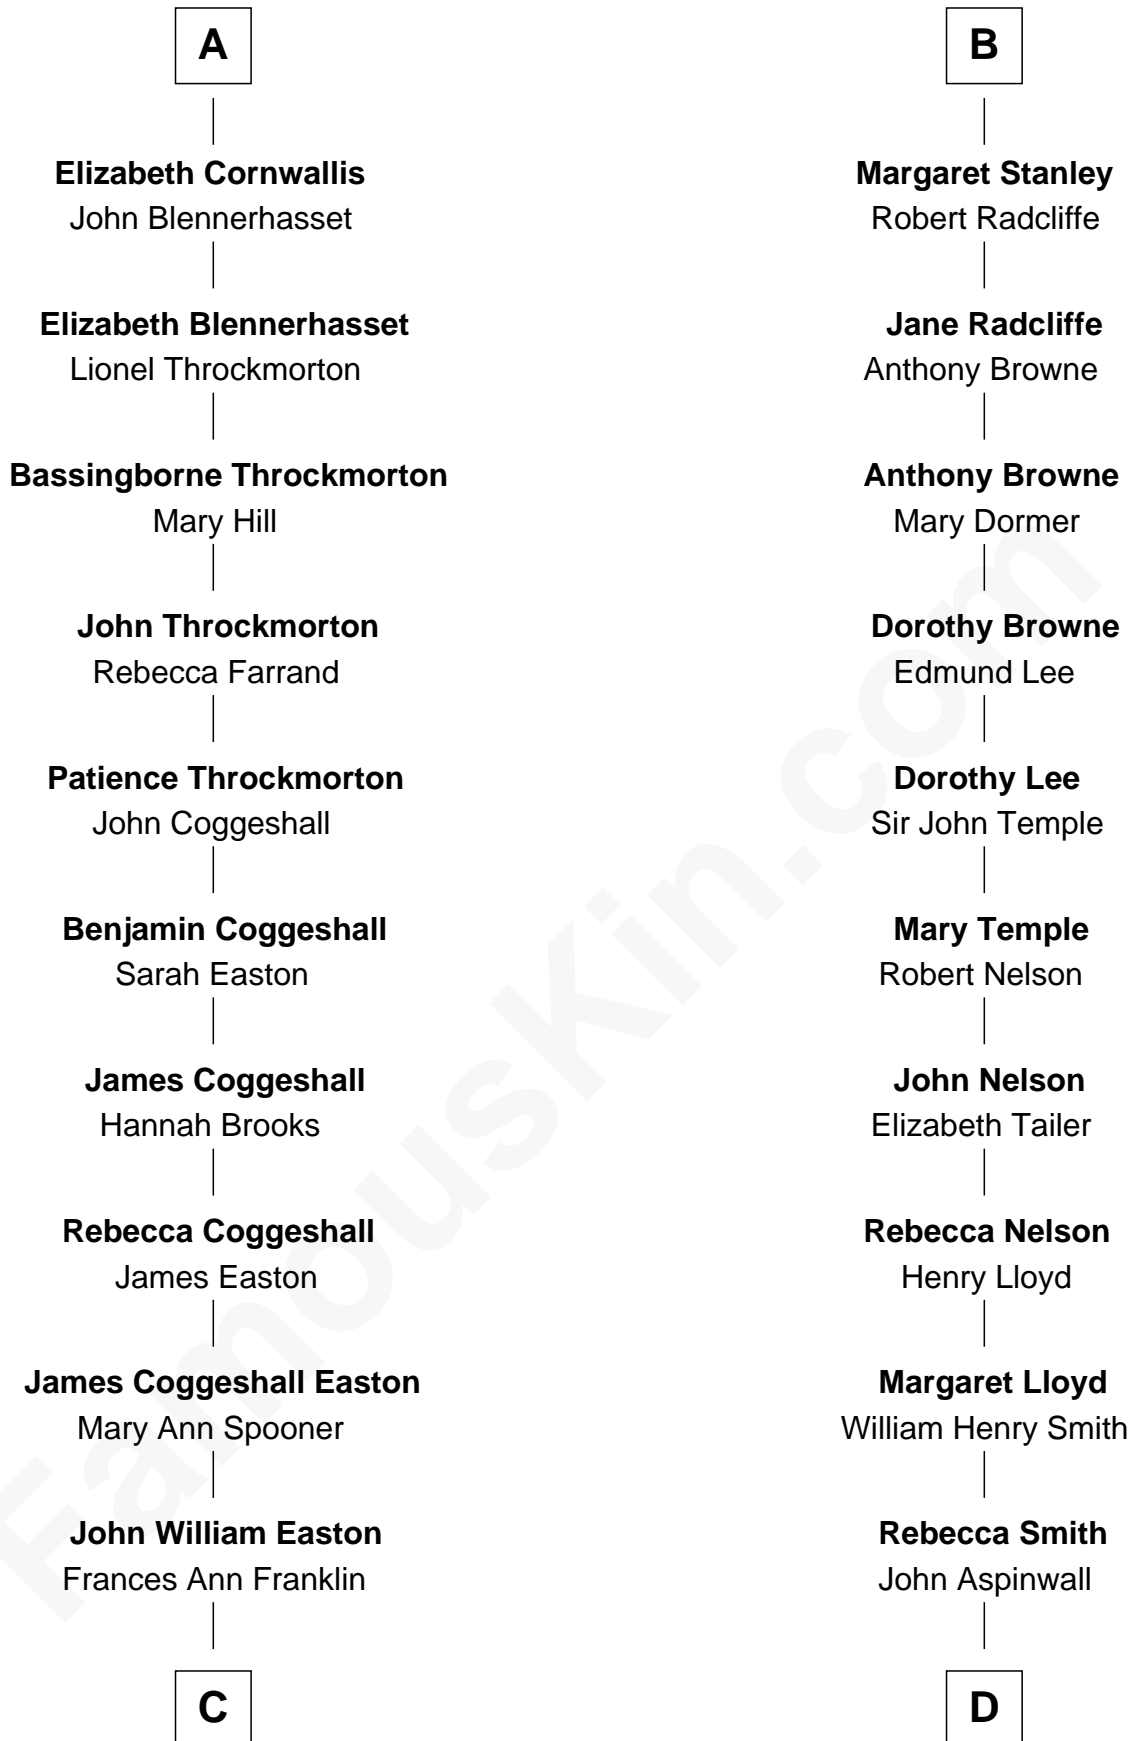 A
Elizabeth Cornwallis
John Blennerhasset
Elizabeth Blennerhasset
Lionel Throckmorton
Bassingborne Throckmorton
Mary Hill
John Throckmorton
Rebecca Farrand
Patience Throckmorton
John Coggeshall
Benjamin Coggeshall
Sarah Easton
James Coggeshall
Hannah Brooks
Rebecca Coggeshall
James Easton
James Coggeshall Easton
Mary Ann Spooner
John William Easton
Frances Ann Franklin
C
B
Margaret Stanley
Robert Radcliffe
Jane Radcliffe
Anthony Browne
Anthony Browne
Mary Dormer
Dorothy Browne
Edmund Lee
Dorothy Lee
Sir John Temple
Mary Temple
Robert Nelson
John Nelson
Elizabeth Tailer
Rebecca Nelson
Henry Lloyd
Margaret Lloyd
William Henry Smith
Rebecca Smith
John Aspinwall
D
FamousKin.com